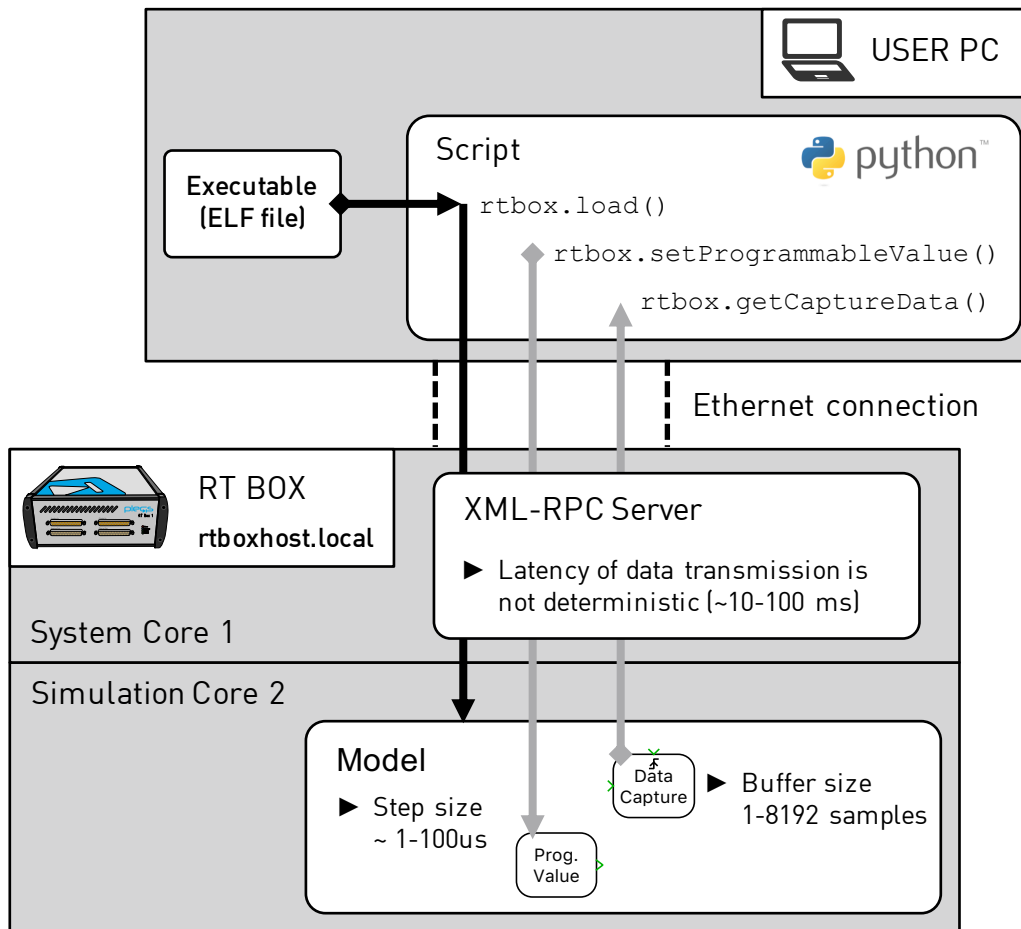 USER PC
Script
python™
Executable
(ELF file)
rtbox.load()
rtbox.setProgrammableValue()
rtbox.getCaptureData()
Ethernet connection
RT BOX
rtboxhost.local
plecs
XML-RPC Server
► Latency of data transmission is
not deterministic (~10-100 ms)
System Core 1
Simulation Core 2
Model
► Step size
~ 1-100us
Data
Capture
► Buffer size
1-8192 samples
Prog.
Value